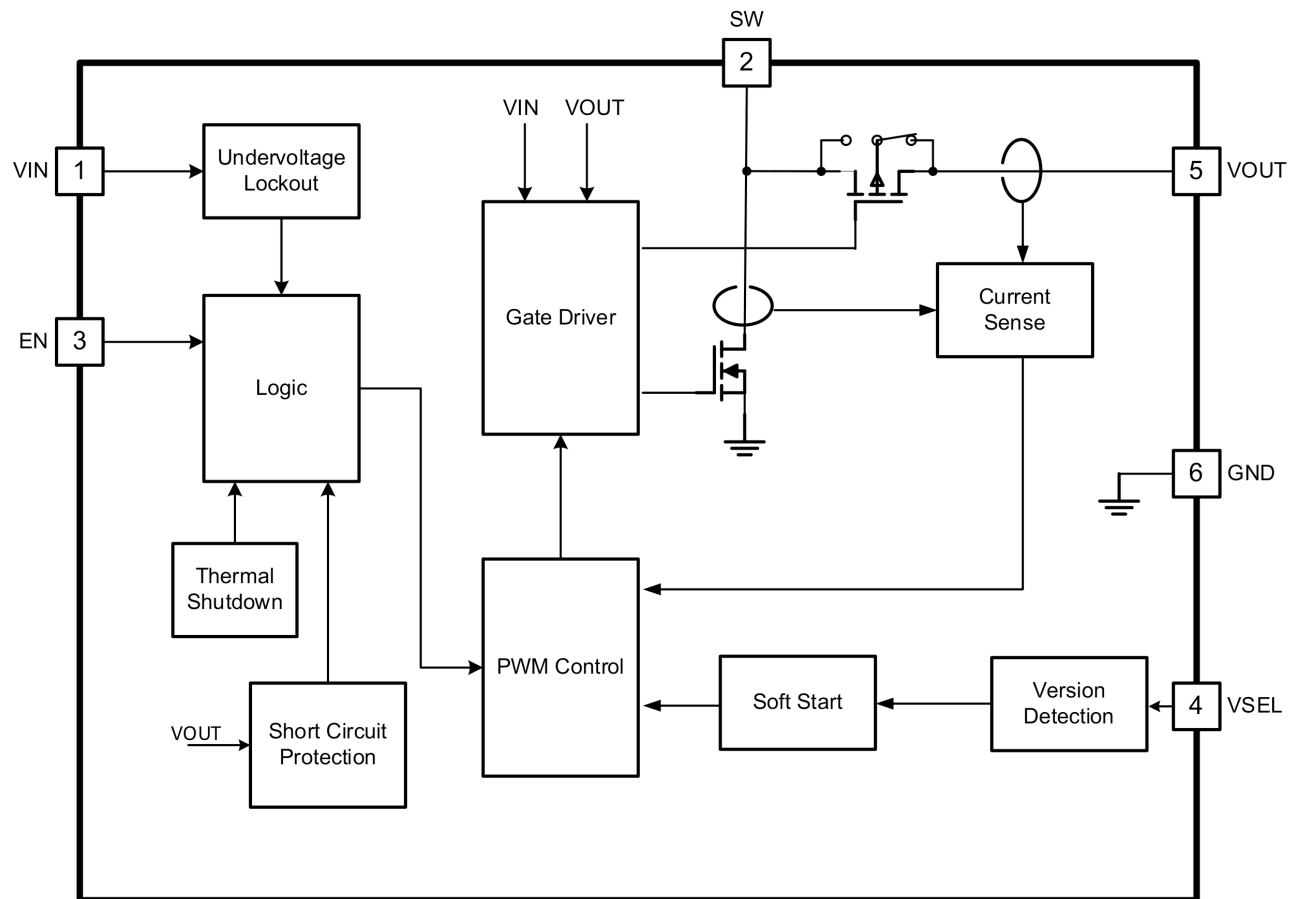 SW
2
VIN VOUT
VIN
1
Undervoltage
Lockout
5
VOUT
Gate Driver
Current
Sense
EN
3
Logic
6
GND
Thermal
Shutdown
PWM Control
Soft Start
Version
Detection
4
VSEL
VOUT
Short Circuit
Protection